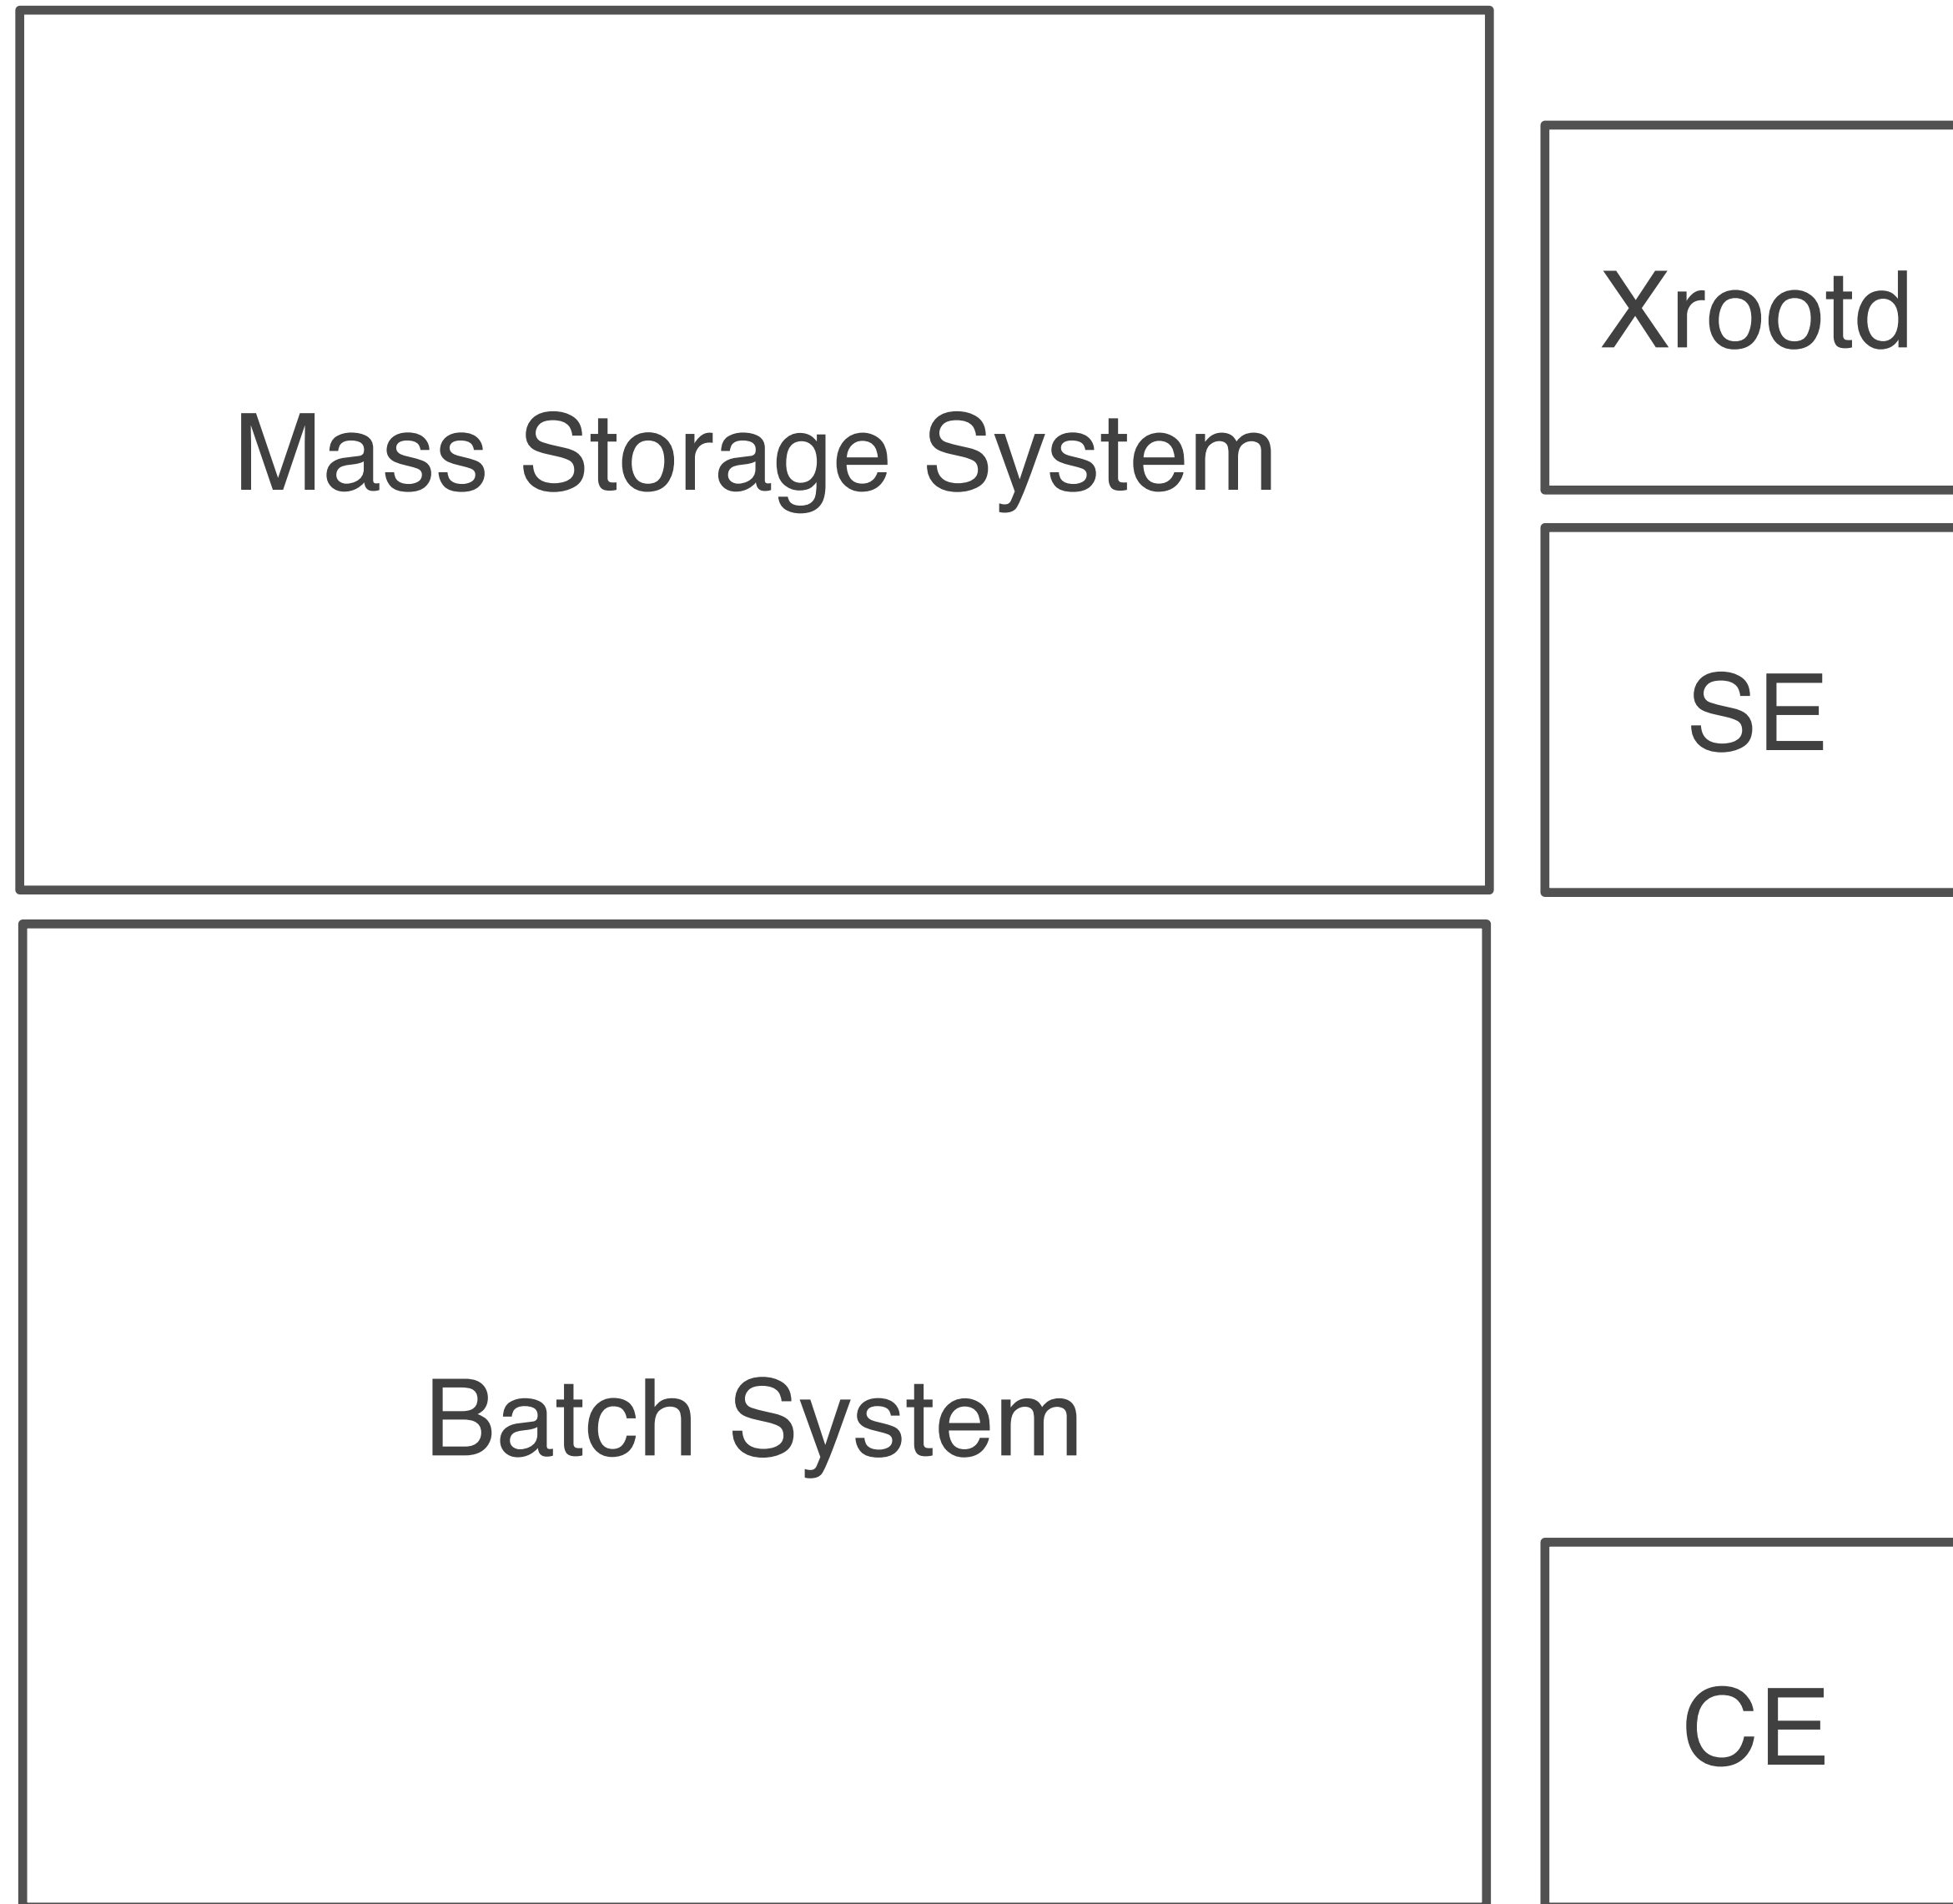 Xrootd
Mass Storage System
SE
Batch System
CE